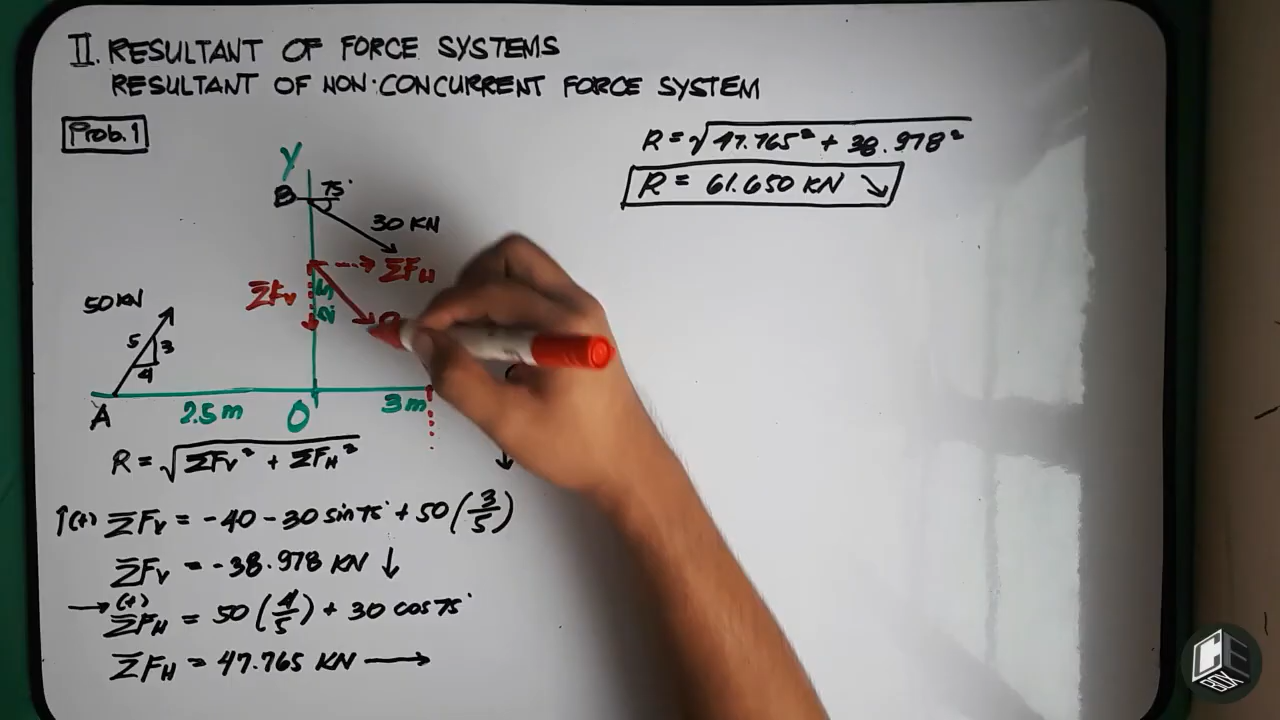 II. RESULTANT OF FORCE SYSTEMS
RESULTANT OF NON-CONCURRENT FORCE SYSTEM
Prob. 1
Y
B 75°
30 KN
ΣFH
ΣFV
50 KN
5
3
4
A
2.5 m
O
3 m
R = √ΣFV² + ΣFH²
↑(+) ΣFV = -40 - 30 sin 75° + 50 (3/5)
ΣFV = -38.978 KN ↓
→(+)
ΣFH = 50 (4/5) + 30 cos 75°
ΣFH = 47.765 KN →
R = √47.765² + 38.978²
R = 61.650 KN ↘
CE
BOX